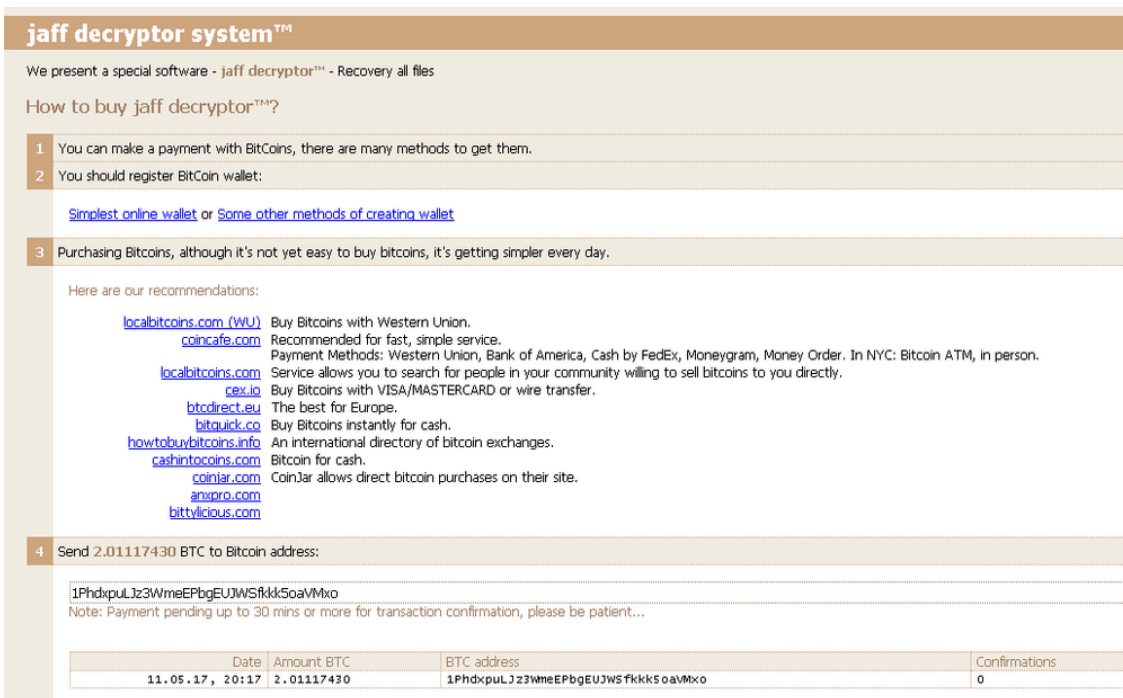 jaff decryptor system™
We present a special software - jaff decryptor™ - Recovery all files
How to buy jaff decryptor™?
1 You can make a payment with BitCoins, there are many methods to get them.
2 You should register BitCoin wallet:
Simplest online wallet or Some other methods of creating wallet
3 Purchasing Bitcoins, although it's not yet easy to buy bitcoins, it's getting simpler every day.
Here are our recommendations:
localbitcoins.com (WU) Buy Bitcoins with Western Union.
coincafe.com Recommended for fast, simple service.
Payment Methods: Western Union, Bank of America, Cash by FedEx, Moneygram, Money Order. In NYC: Bitcoin ATM, in person.
localbitcoins.com Service allows you to search for people in your community willing to sell bitcoins to you directly.
cex.io Buy Bitcoins with VISA/MASTERCARD or wire transfer.
btcdirect.eu The best for Europe.
bitquick.co Buy Bitcoins instantly for cash.
howtobuybitcoins.info An international directory of bitcoin exchanges.
cashintocoins.com Bitcoin for cash.
coinjar.com CoinJar allows direct bitcoin purchases on their site.
anxpro.com
bittylicious.com
4 Send 2.01117430 BTC to Bitcoin address:
1PhdxpuLJz3WmeEPbgEUJWSfkkk5oaVMxo
Note: Payment pending up to 30 mins or more for transaction confirmation, please be patient...
Date Amount BTC BTC address Confirmations
11.05.17, 20:17 2.01117430 1PhdxpuLJz3WmeEPbgEUJWSfkkk5oaVMxo 0